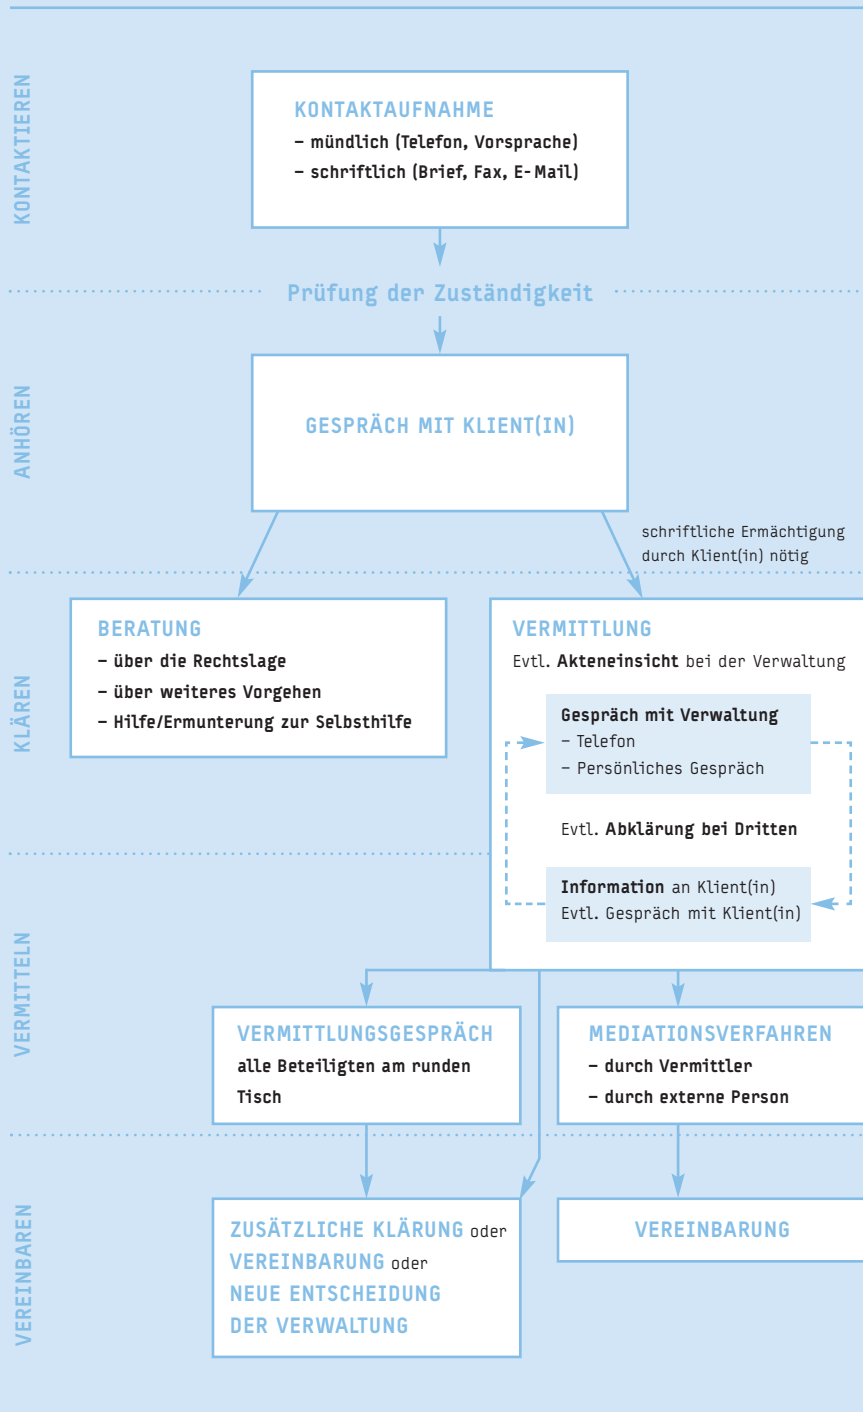 KONTAKTIEREN
KONTAKTAUFNAHME
– mündlich (Telefon, Vorsprache)
– schriftlich (Brief, Fax, E-Mail)
Prüfung der Zuständigkeit
ANHÖREN
GESPRÄCH MIT KLIENT(IN)
schriftliche Ermächtigung
durch Klient(in) nötig
KLÄREN
BERATUNG
– über die Rechtslage
– über weiteres Vorgehen
– Hilfe/Ermunterung zur Selbsthilfe
VERMITTLUNG
Evtl. Akteneinsicht bei der Verwaltung
Gespräch mit Verwaltung
– Telefon
– Persönliches Gespräch
Evtl. Abklärung bei Dritten
Information an Klient(in)
Evtl. Gespräch mit Klient(in)
VERMITTELN
VERMITTLUNGSGESPRÄCH
alle Beteiligten am runden
Tisch
MEDIATIONSVERFAHREN
– durch Vermittler
– durch externe Person
VEREINBAREN
ZUSÄTZLICHE KLÄRUNG oder
VEREINBARUNG oder
NEUE ENTSCHEIDUNG
DER VERWALTUNG
VEREINBARUNG